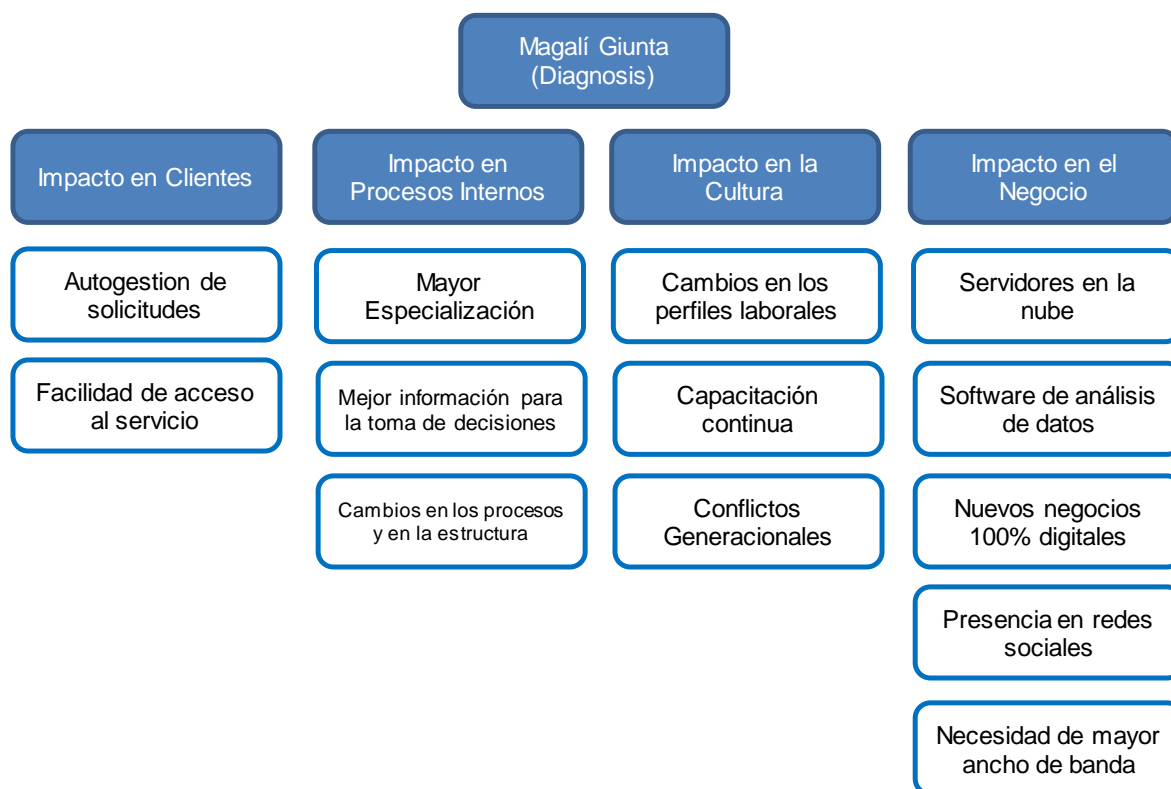 Magalí Giunta
(Diagnosis)
Impacto en Clientes
Autogestion de
solicitudes
Facilidad de acceso
al servicio
Impacto en
Procesos Internos
Mayor
Especialización
Mejor información para
la toma de decisiones
Cambios en los procesos
y en la estructura
Impacto en la
Cultura
Cambios en los
perfiles laborales
Capacitación
continua
Conflictos
Generacionales
Impacto en el
Negocio
Servidores en la
nube
Software de análisis
de datos
Nuevos negocios
100% digitales
Presencia en redes
sociales
Necesidad de mayor
ancho de banda